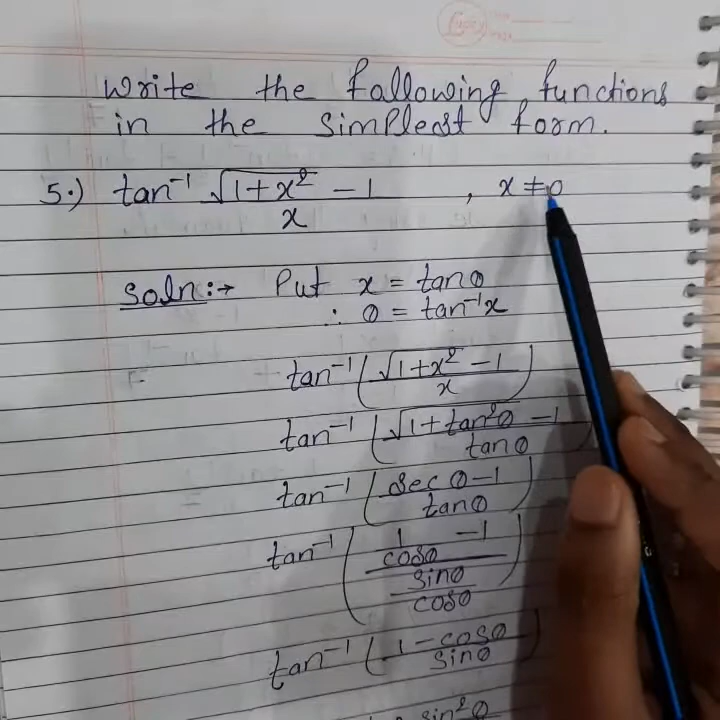 Write the following functions
in the simpleast form.
5.) tan⁻¹ √(1+x²) − 1 / x , x ≠ 0
Soln:→ Put x = tanθ
∴ θ = tan⁻¹x
tan⁻¹ ( √(1+x²) − 1 / x )
tan⁻¹ ( √(1+tan²θ) − 1 / tanθ )
tan⁻¹ ( secθ − 1 / tanθ )
tan⁻¹ ( 1/cosθ − 1 / sinθ/cosθ )
tan⁻¹ ( 1 − cosθ / sinθ )
sin²θ